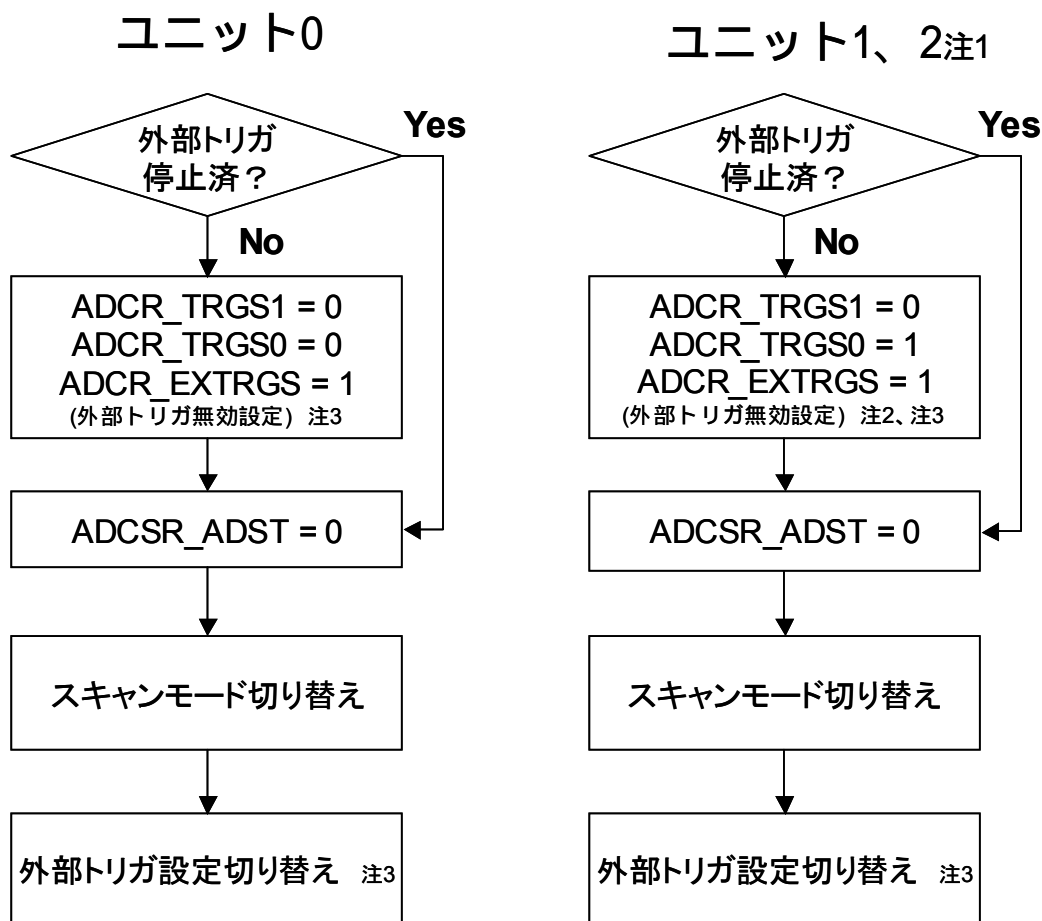 ユニット0
外部トリガ
停止済？
Yes
No
ADCR_TRGS1 = 0
ADCR_TRGS0 = 0
ADCR_EXTRGS = 1
(外部トリガ無効設定) 注3
ADCSR_ADST = 0
スキャンモード切り替え
外部トリガ設定切り替え 注3
ユニット1、2注1
外部トリガ
停止済？
Yes
No
ADCR_TRGS1 = 0
ADCR_TRGS0 = 1
ADCR_EXTRGS = 1
(外部トリガ無効設定) 注2、注3
ADCSR_ADST = 0
スキャンモード切り替え
外部トリガ設定切り替え 注3